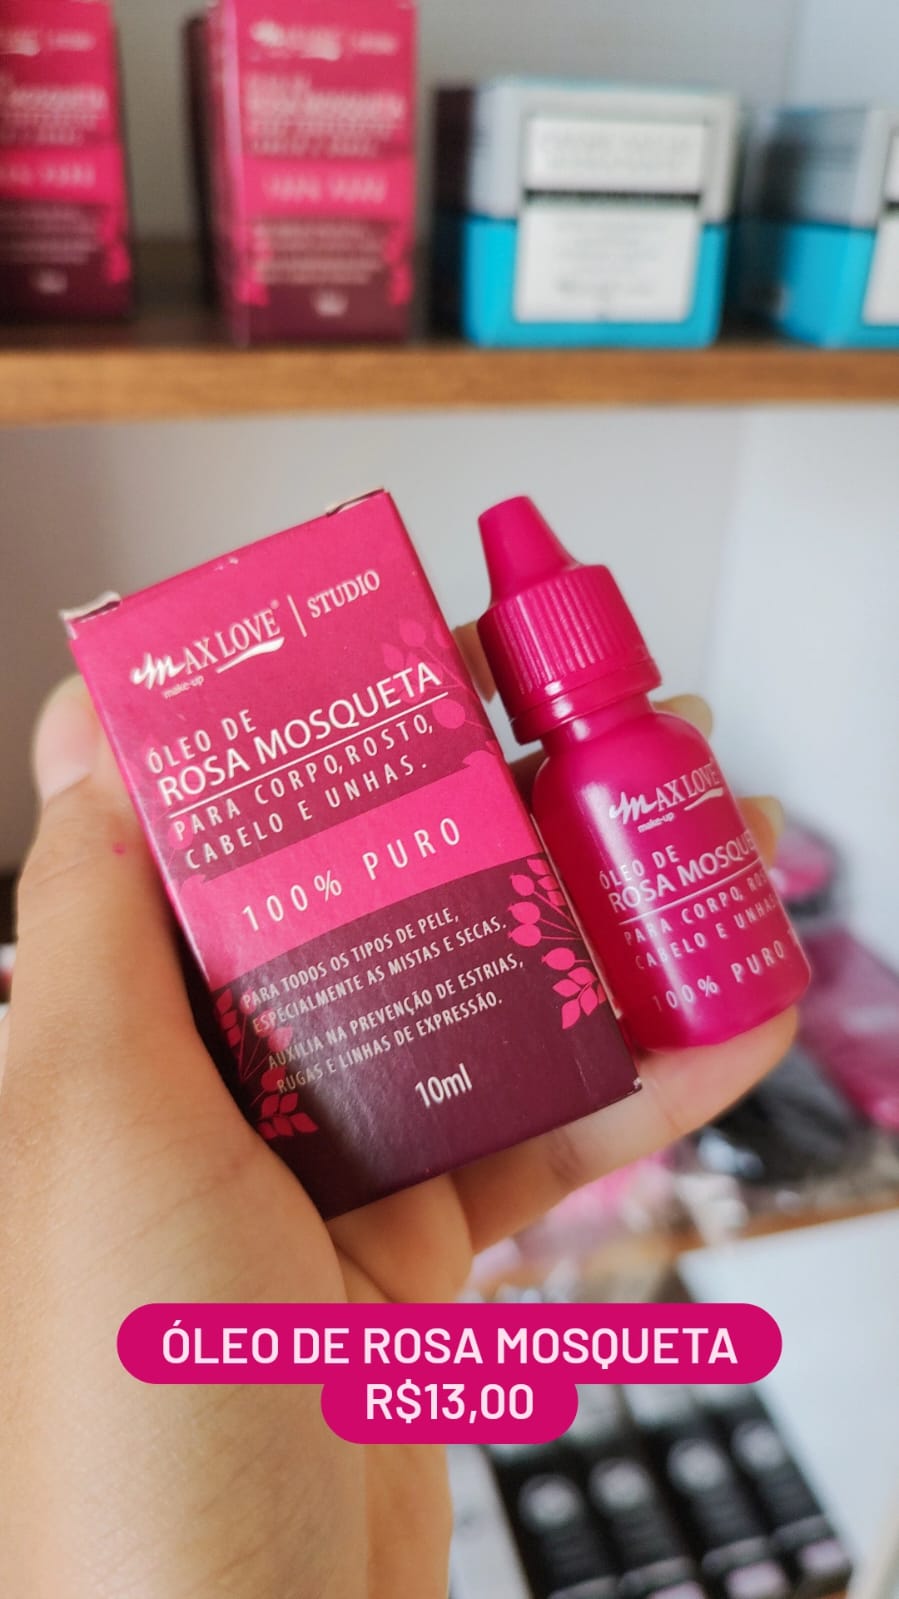 MAX LOVE® | STUDIO
make-up
ÓLEO DE
ROSA MOSQUETA
PARA CORPO, ROSTO,
CABELO E UNHAS.
100% PURO
PARA TODOS OS TIPOS DE PELE,
ESPECIALMENTE AS MISTAS E SECAS.
AUXILIA NA PREVENÇÃO DE ESTRIAS,
RUGAS E LINHAS DE EXPRESSÃO.
10ml
MAX LOVE
make-up
ÓLEO DE
ROSA MOSQUE
PARA CORPO, ROS
CABELO E UNHAS
100% PURO
ÓLEO DE ROSA MOSQUETA
R$13,00